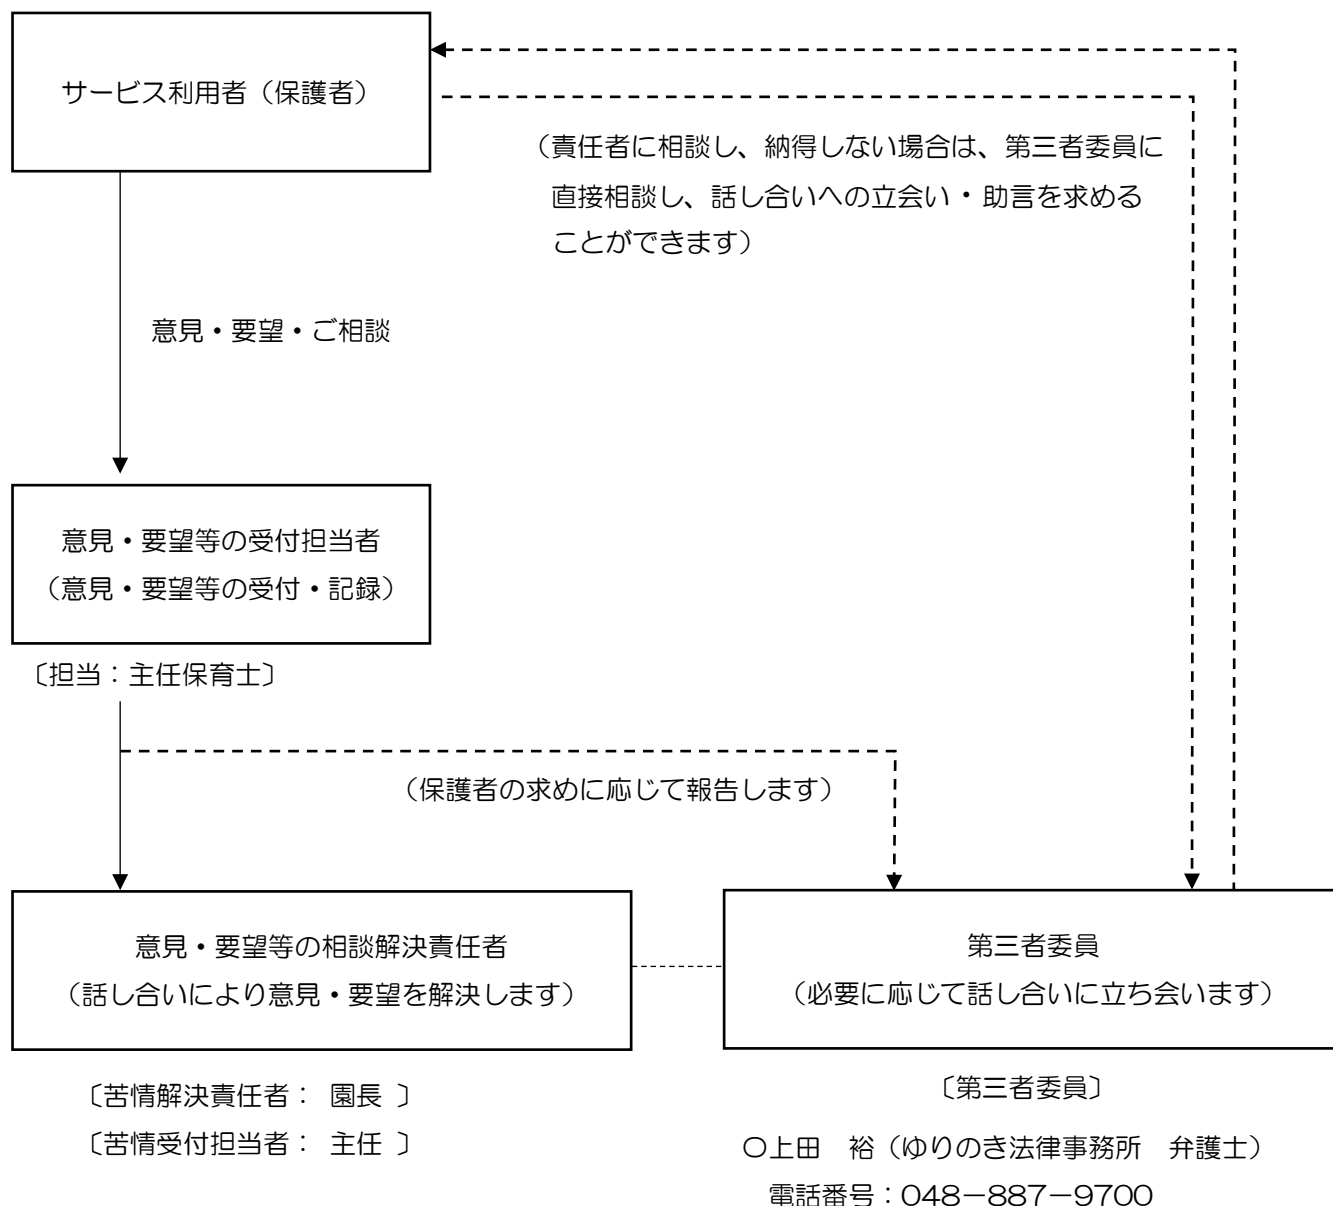 サービス利用者（保護者）
（責任者に相談し、納得しない場合は、第三者委員に
直接相談し、話し合いへの立会い・助言を求める
ことができます）
意見・要望・ご相談
意見・要望等の受付担当者
（意見・要望等の受付・記録）
〔担当：主任保育士〕
（保護者の求めに応じて報告します）
意見・要望等の相談解決責任者
（話し合いにより意見・要望を解決します）
第三者委員
（必要に応じて話し合いに立ち会います）
〔苦情解決責任者： 園長 〕
〔苦情受付担当者： 主任 〕
〔第三者委員〕
〇上田　裕（ゆりのき法律事務所　弁護士）
電話番号：048－887－9700